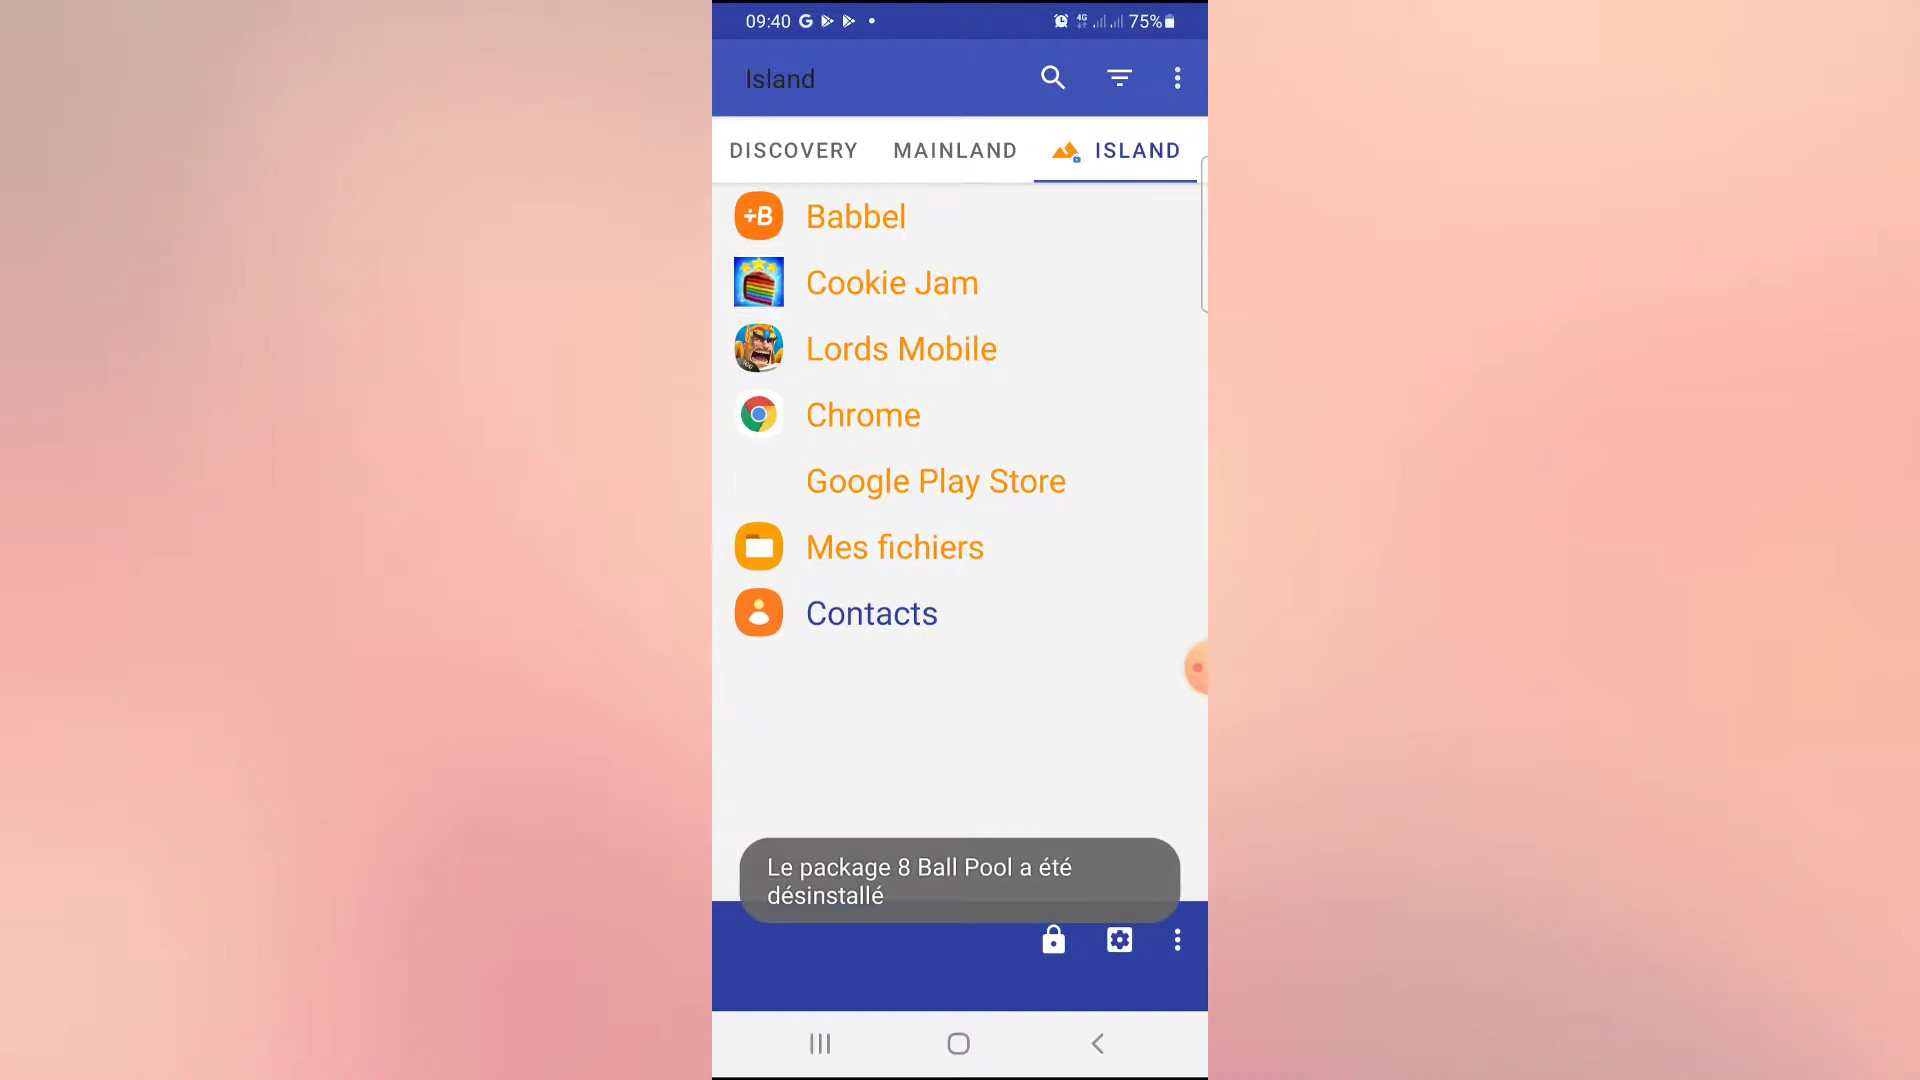 09:40
4G 75%
Island
DISCOVERY MAINLAND ISLAND
÷B Babbel
Cookie Jam
Lords Mobile
Chrome
Google Play Store
Mes fichiers
Contacts
Le package 8 Ball Pool a été
désinstallé